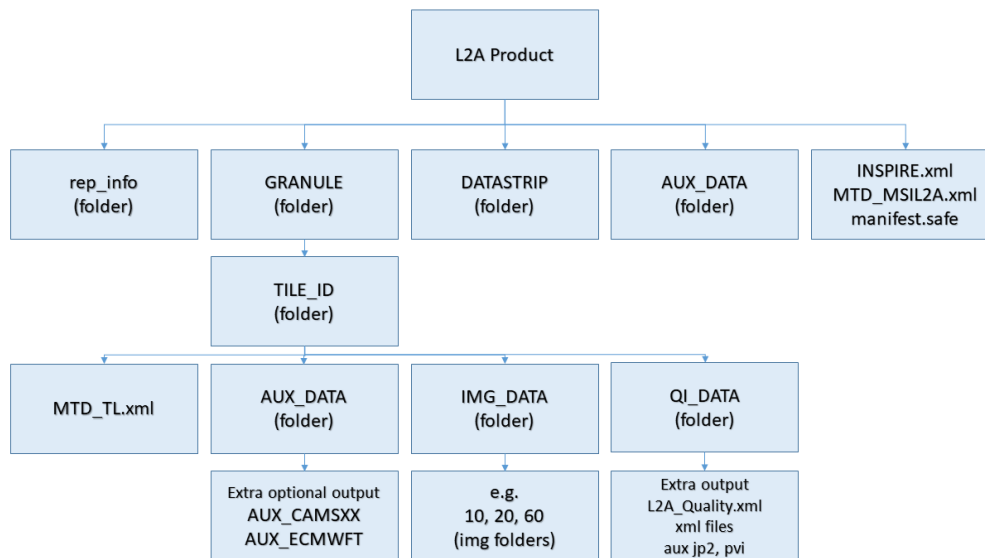 L2A Product
rep_info
(folder)
GRANULE
(folder)
DATASTRIP
(folder)
AUX_DATA
(folder)
INSPIRE.xml
MTD_MSIL2A.xml
manifest.safe
TILE_ID
(folder)
MTD_TL.xml
AUX_DATA
(folder)
IMG_DATA
(folder)
QI_DATA
(folder)
Extra optional output
AUX_CAMSXX
AUX_ECMWFT
e.g.
10, 20, 60
(img folders)
Extra output
L2A_Quality.xml
xml files
aux jp2, pvi